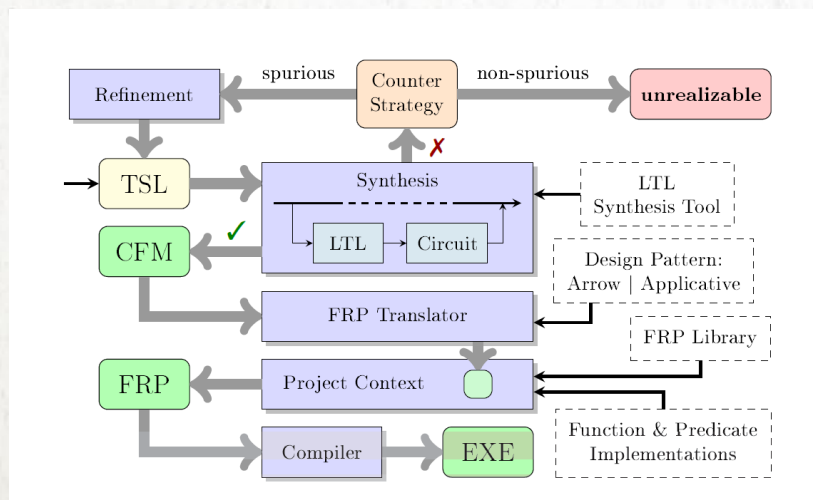 spurious
Counter
Strategy
non-spurious
Refinement
unrealizable
✗
TSL
Synthesis
LTL
Synthesis Tool
✓
CFM
LTL
Circuit
Design Pattern:
Arrow | Applicative
FRP Translator
FRP Library
FRP
Project Context
Function & Predicate
Implementations
Compiler
EXE